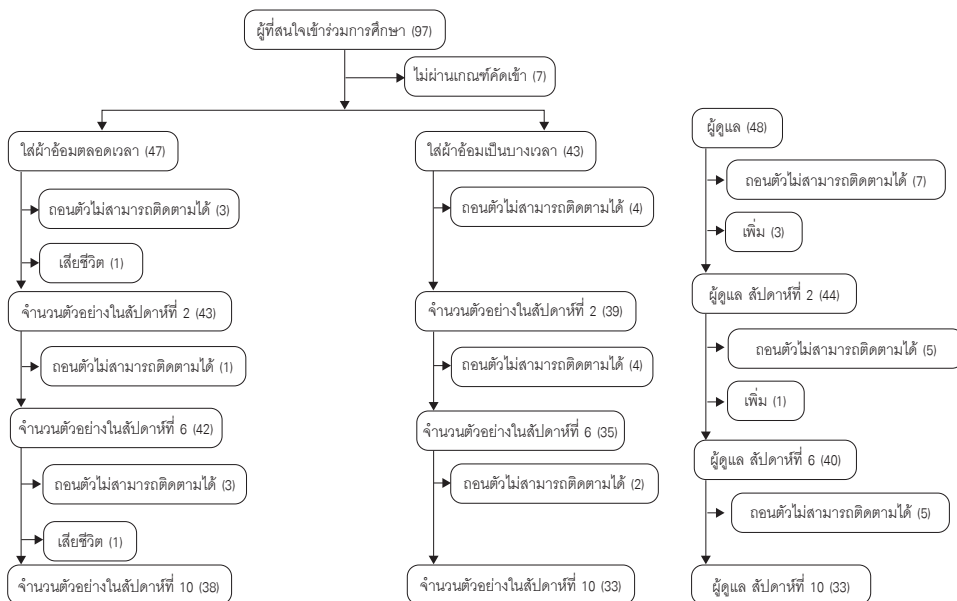 ผู้ที่สนใจเข้าร่วมการศึกษา (97)
ไม่ผ่านเกณฑ์คัดเข้า (7)
ใส่ผ้าอ้อมตลอดเวลา (47)
ถอนตัวไม่สามารถติดตามได้ (3)
เสียชีวิต (1)
จำนวนตัวอย่างในสัปดาห์ที่ 2 (43)
ถอนตัวไม่สามารถติดตามได้ (1)
จำนวนตัวอย่างในสัปดาห์ที่ 6 (42)
ถอนตัวไม่สามารถติดตามได้ (3)
เสียชีวิต (1)
จำนวนตัวอย่างในสัปดาห์ที่ 10 (38)
ใส่ผ้าอ้อมเป็นบางเวลา (43)
ถอนตัวไม่สามารถติดตามได้ (4)
จำนวนตัวอย่างในสัปดาห์ที่ 2 (39)
ถอนตัวไม่สามารถติดตามได้ (4)
จำนวนตัวอย่างในสัปดาห์ที่ 6 (35)
ถอนตัวไม่สามารถติดตามได้ (2)
จำนวนตัวอย่างในสัปดาห์ที่ 10 (33)
ผู้ดูแล (48)
ถอนตัวไม่สามารถติดตามได้ (7)
เพิ่ม (3)
ผู้ดูแล สัปดาห์ที่ 2 (44)
ถอนตัวไม่สามารถติดตามได้ (5)
เพิ่ม (1)
ผู้ดูแล สัปดาห์ที่ 6 (40)
ถอนตัวไม่สามารถติดตามได้ (5)
ผู้ดูแล สัปดาห์ที่ 10 (33)